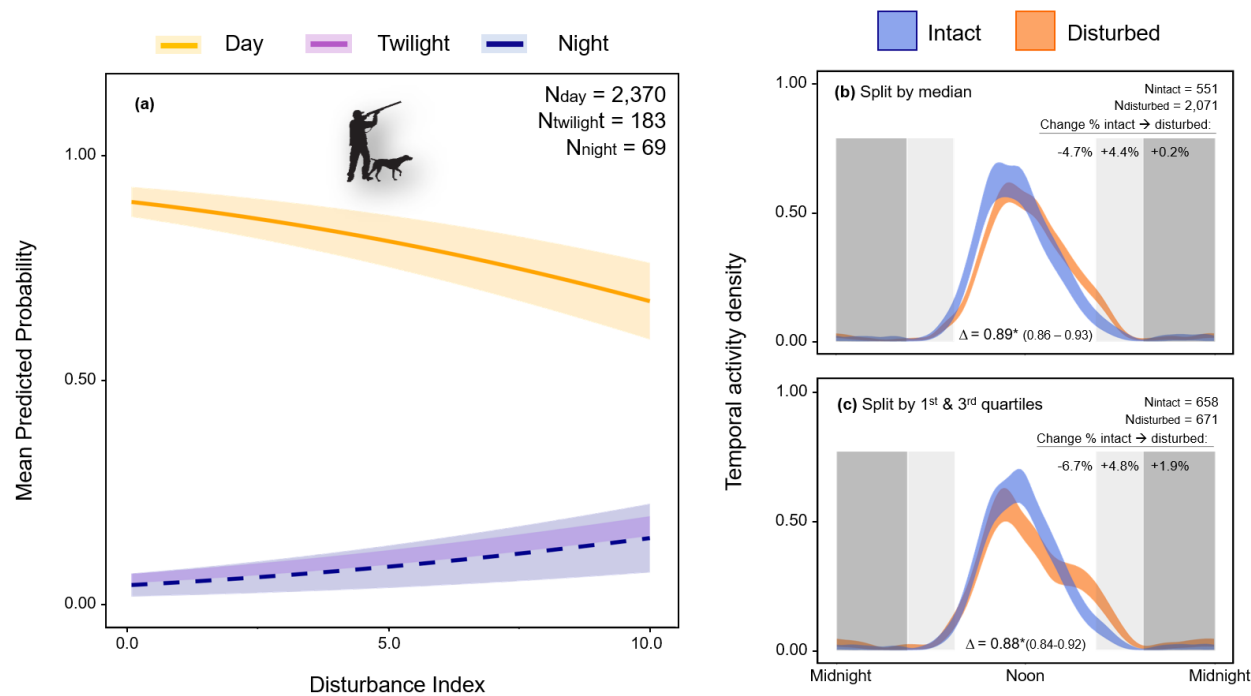 Day Twilight Night
(a)
Nday = 2,370
Ntwilight = 183
Nnight = 69
1.00
0.50
0.00
0.0 5.0 10.0
Mean Predicted Probability
Disturbance Index
Intact Disturbed
Temporal activity density
(b) Split by median
Nintact = 551
Ndisturbed = 2,071
Change % intact → disturbed:
-4.7% +4.4% +0.2%
1.00
0.50
0.00
Δ = 0.89* (0.86 – 0.93)
(c) Split by 1st & 3rd quartiles
Nintact = 658
Ndisturbed = 671
Change % intact → disturbed:
-6.7% +4.8% +1.9%
1.00
0.50
0.00
Δ = 0.88*(0.84-0.92)
Midnight Noon Midnight